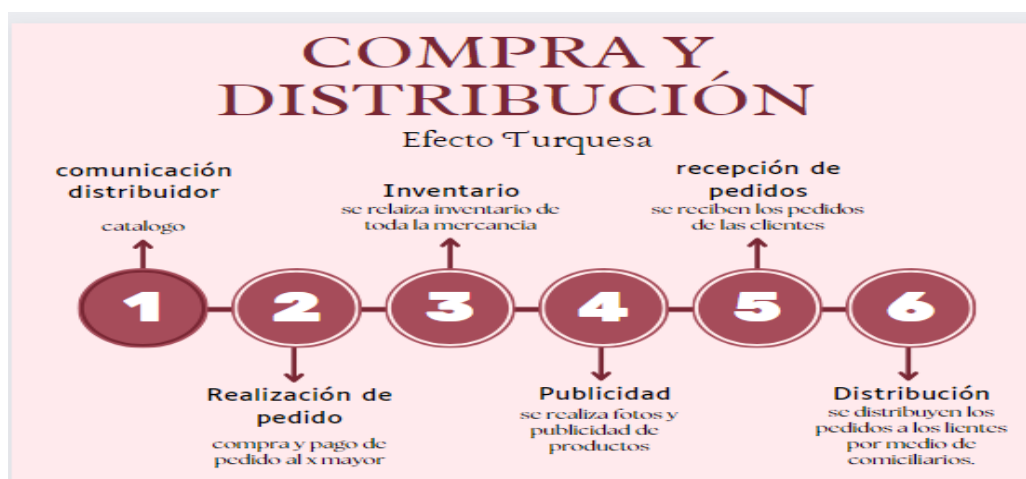 COMPRA Y
DISTRIBUCIÓN
Efecto Turquesa
comunicación
distribuidor
catalogo
Inventario
se relaiza inventario de
toda la mercancia
recepción de
pedidos
se reciben los pedidos
de las clientes
1
2
3
4
5
6
Realización de
pedido
compra y pago de
pedido al x mayor
Publicidad
se realiza fotos y
publicidad de
productos
Distribución
se distribuyen los
pedidos a los lientes
por medio de
comiciliarios.